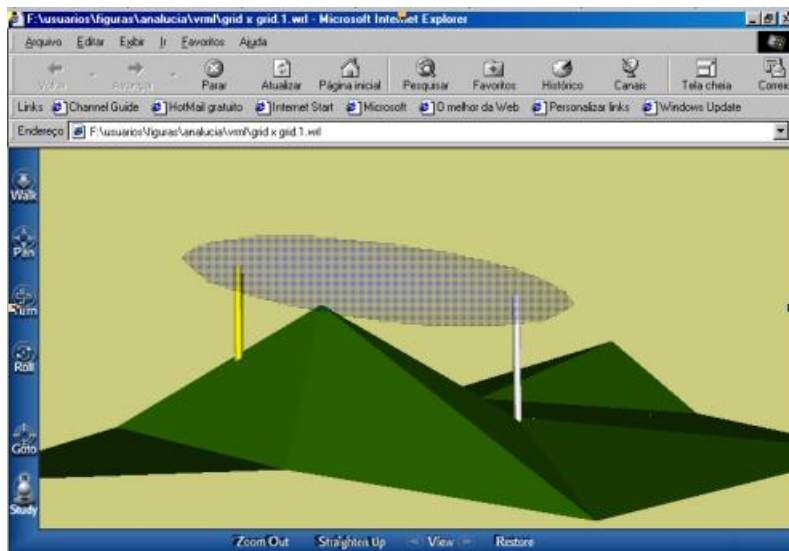 F:\usuarios\figuras\analucia\vrml\grid x grid.1.wrl - Microsoft Internet Explorer
Arquivo Editar Exibir Ir Favoritos Ajuda
Voltar Avançar Parar Atualizar Página inicial Pesquisar Favoritos Histórico Canais Tela cheia Correio
Links Channel Guide HotMail gratuito Internet Start Microsoft O melhor da Web Personalizar links Windows Update
Endereço F:\usuarios\figuras\analucia\vrml\grid x grid.1.wrl
Walk
Pan
Turn
Roll
Goto
Study
Zoom Out Straighten Up View Restore